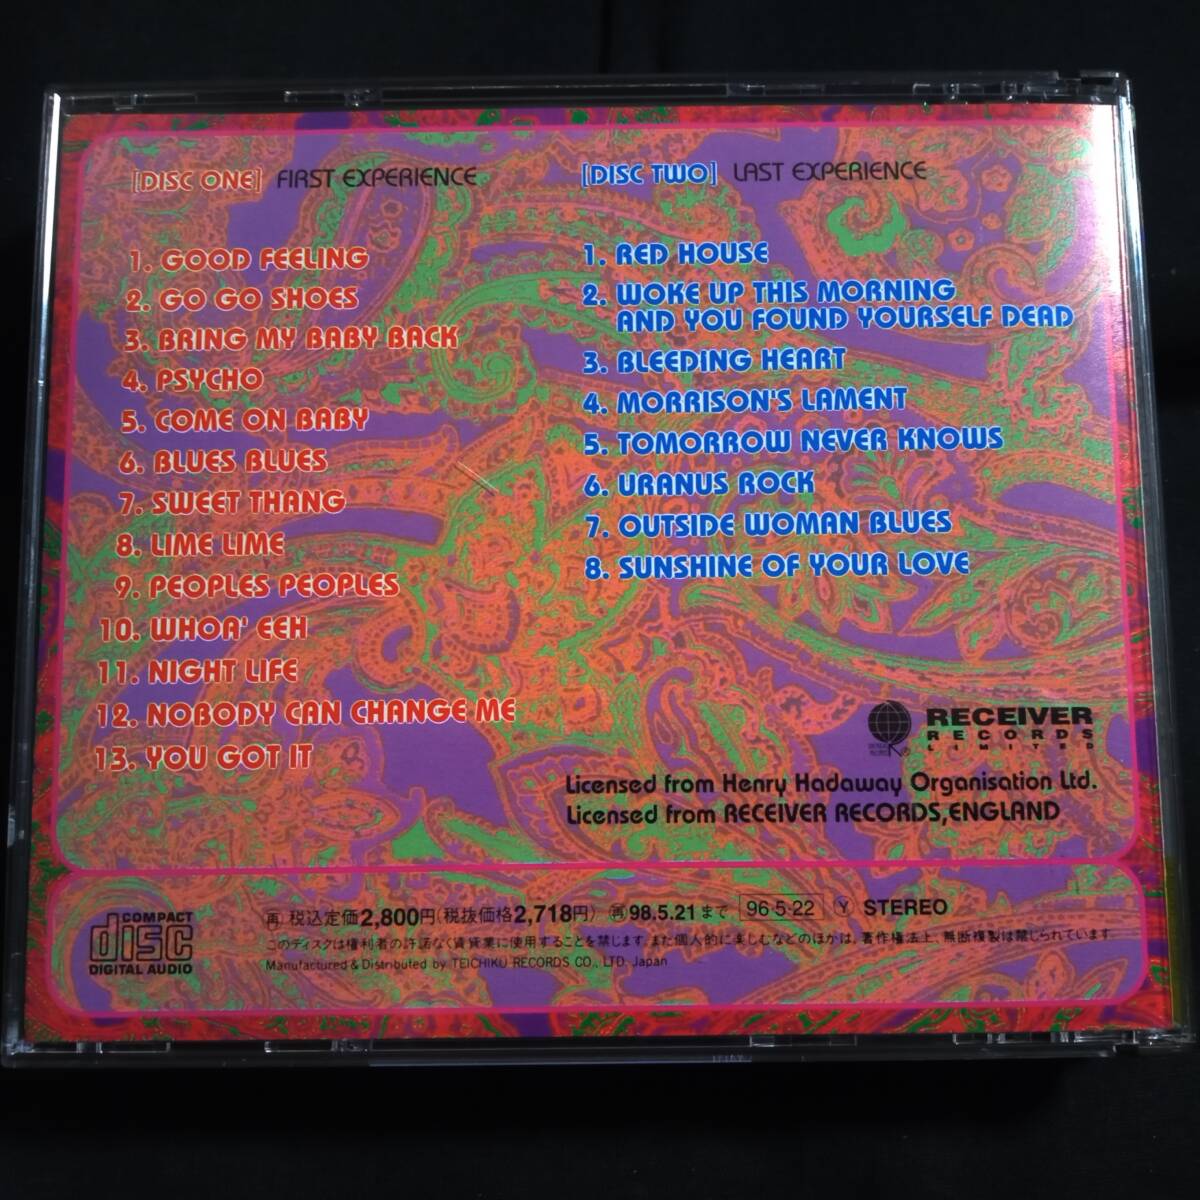 [DISC ONE] FIRST EXPERIENCE
1. GOOD FEELING
2. GO GO SHOES
3. BRING MY BABY BACK
4. PSYCHO
5. COME ON BABY
6. BLUES BLUES
7. SWEET THANG
8. LIME LIME
9. PEOPLES PEOPLES
10. WHOA' EEH
11. NIGHT LIFE
12. NOBODY CAN CHANGE ME
13. YOU GOT IT
[DISC TWO] LAST EXPERIENCE
1. RED HOUSE
2. WOKE UP THIS MORNING
AND YOU FOUND YOURSELF DEAD
3. BLEEDING HEART
4. MORRISON'S LAMENT
5. TOMORROW NEVER KNOWS
6. URANUS ROCK
7. OUTSIDE WOMAN BLUES
8. SUNSHINE OF YOUR LOVE
RECEIVER
RECORDS
LIMITED
Licensed from Henry Hadaway Organisation Ltd.
Licensed from RECEIVER RECORDS,ENGLAND
COMPACT
disc
DIGITAL AUDIO
再 税込定価2,800円(税抜価格2,718円) 再 98.5.21まで 96・5・22 Y STEREO
このディスクは権利者の許諾なく賃貸業に使用することを禁じます。また個人的に楽しむなどのほかは、著作権法上、無断複製は禁じられています。
Manufactured & Distributed by TEICHIKU RECORDS CO., LTD. Japan